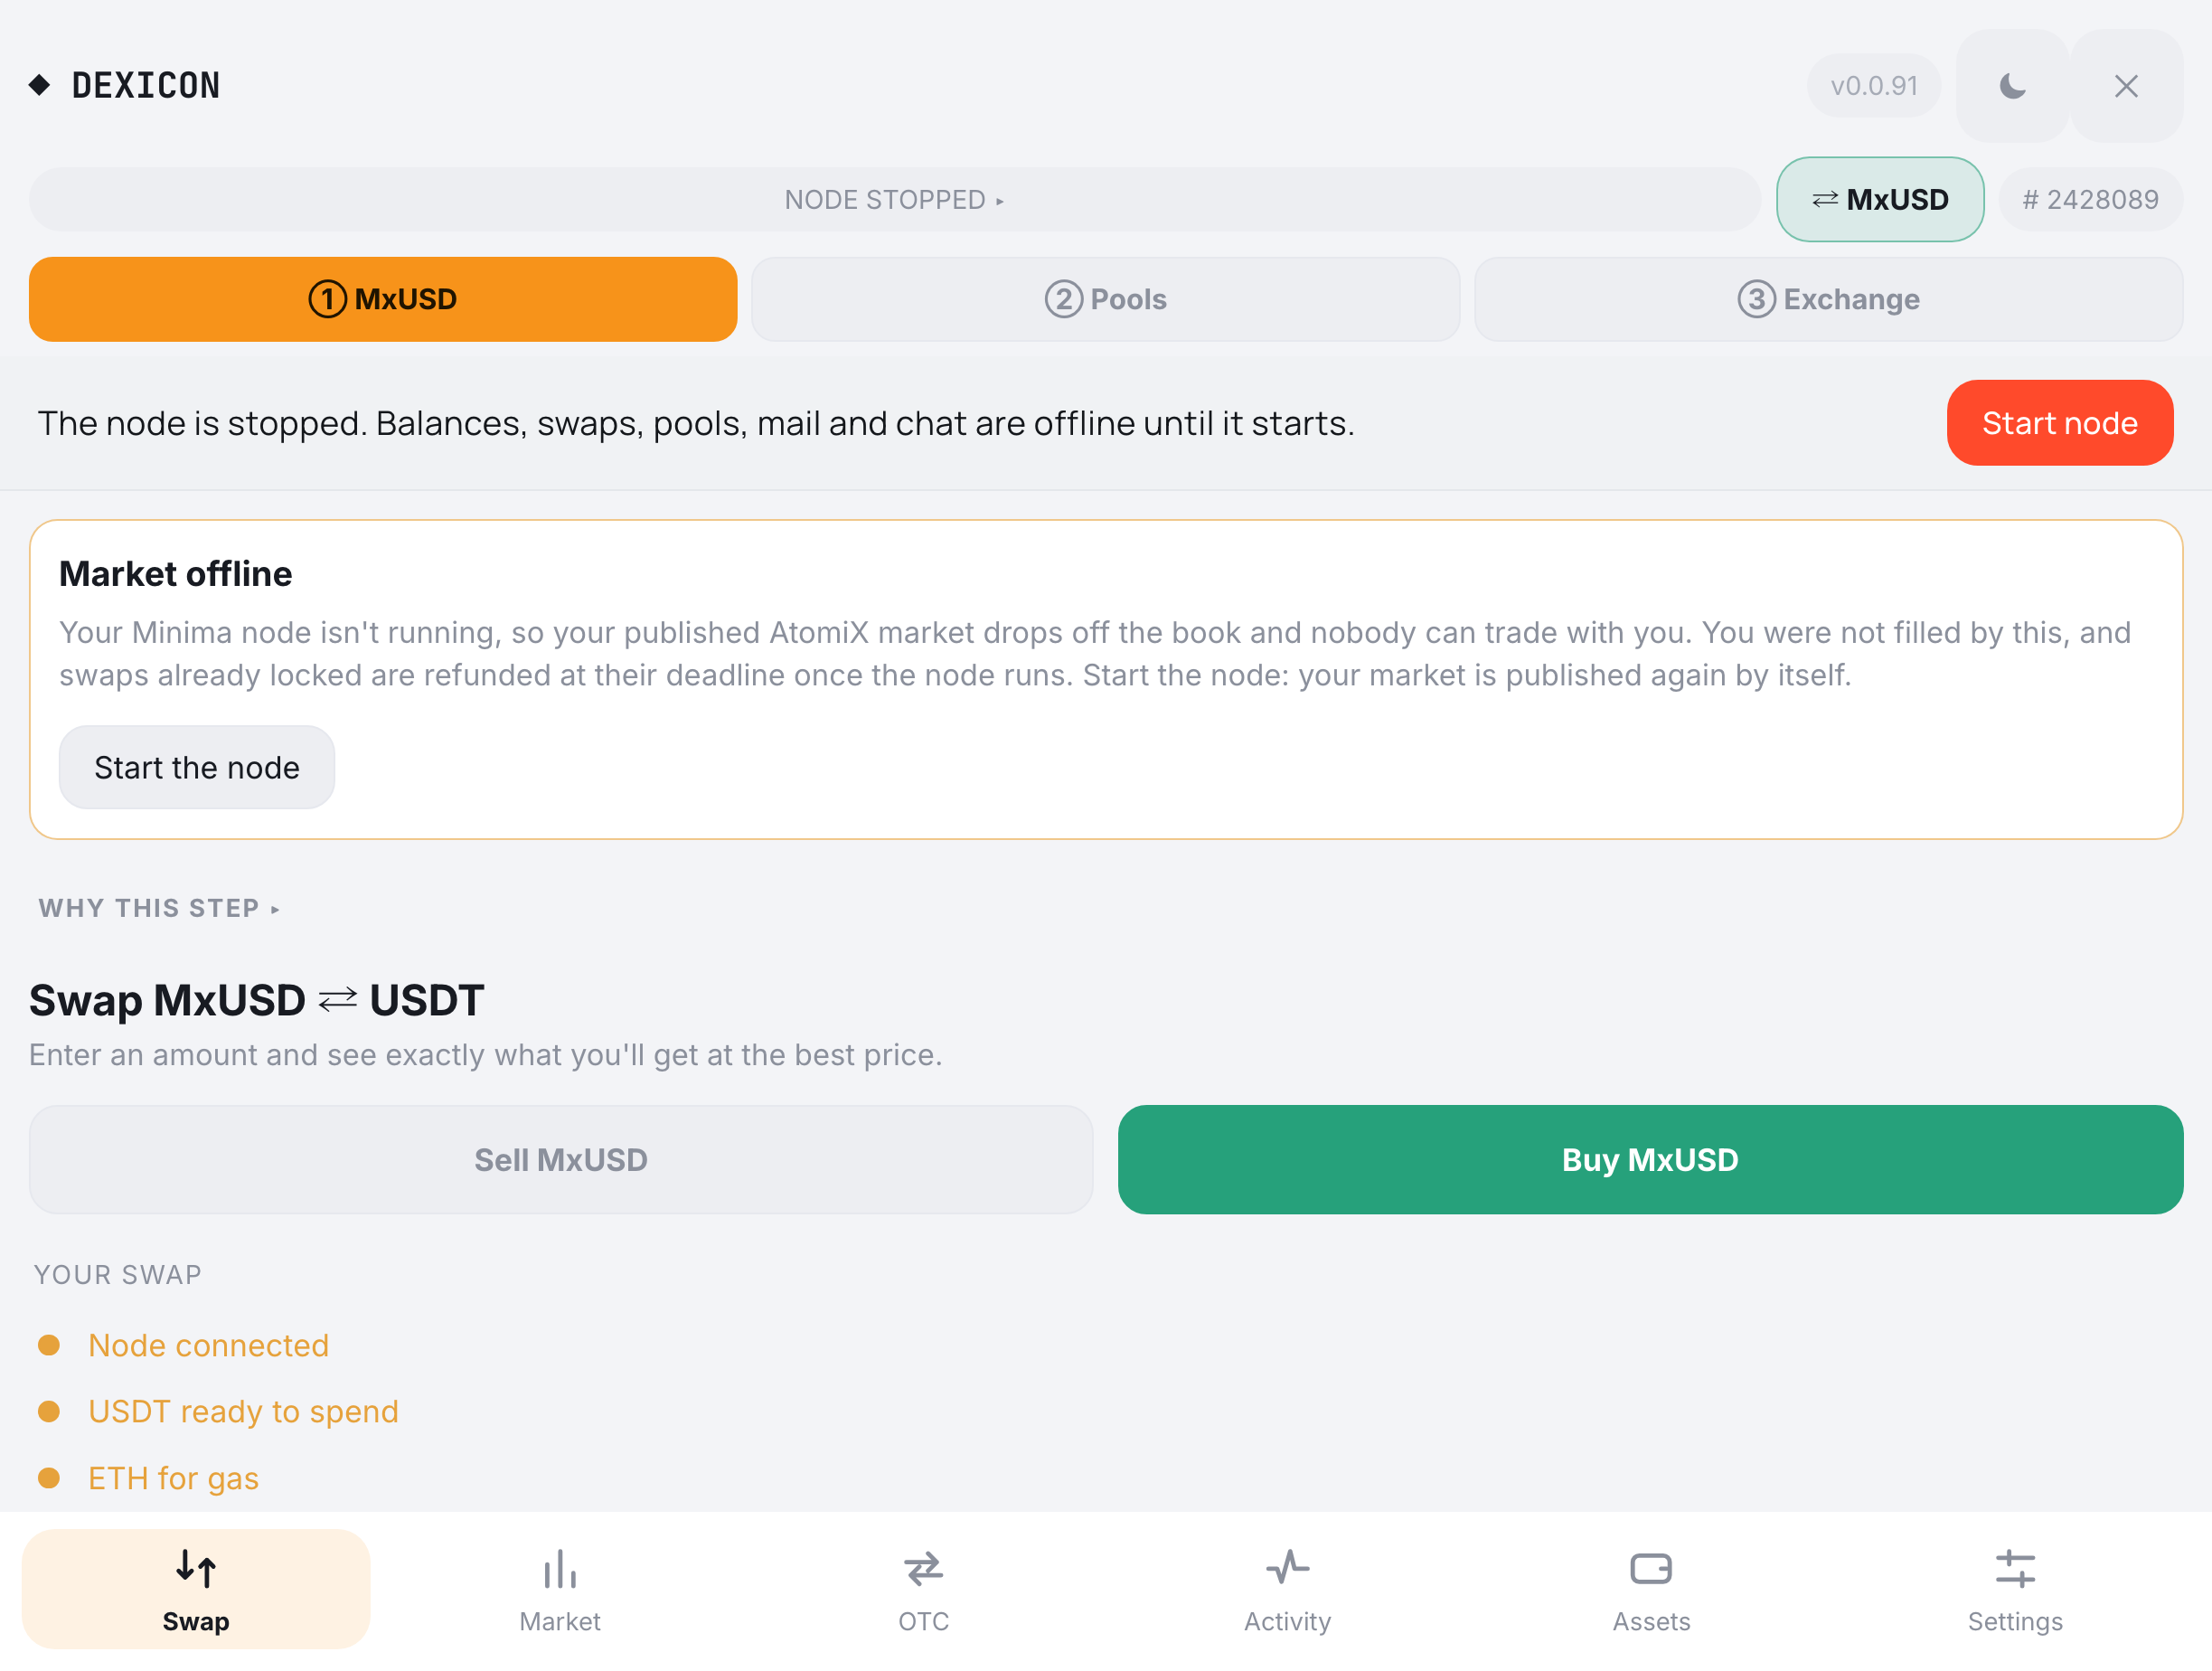 ◆ DEXICON
v0.0.91
NODE STOPPED ▸
⇄ MxUSD
# 2428089
① MxUSD
② Pools
③ Exchange
The node is stopped. Balances, swaps, pools, mail and chat are offline until it starts.
Start node
Market offline
Your Minima node isn't running, so your published AtomiX market drops off the book and nobody can trade with you. You were not filled by this, and
swaps already locked are refunded at their deadline once the node runs. Start the node: your market is published again by itself.
Start the node
WHY THIS STEP ▸
Swap MxUSD ⇄ USDT
Enter an amount and see exactly what you'll get at the best price.
Sell MxUSD
Buy MxUSD
YOUR SWAP
Node connected
USDT ready to spend
ETH for gas
Swap
Market
OTC
Activity
Assets
Settings